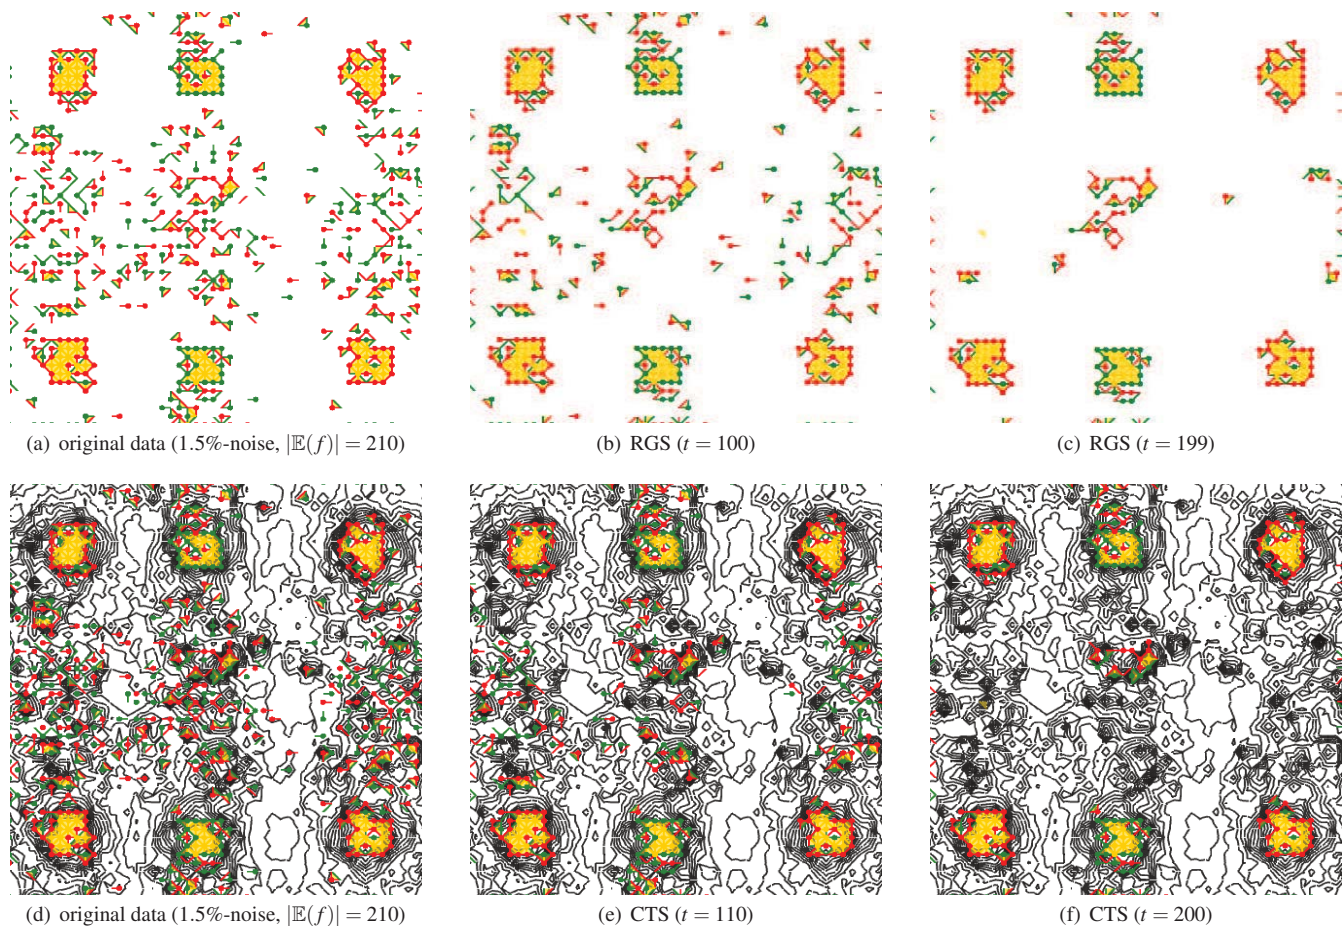 (a) original data (1.5%-noise, |𝔼(f)| = 210)
(b) RGS (t = 100)
(c) RGS (t = 199)
(d) original data (1.5%-noise, |𝔼(f)| = 210)
(e) CTS (t = 110)
(f) CTS (t = 200)